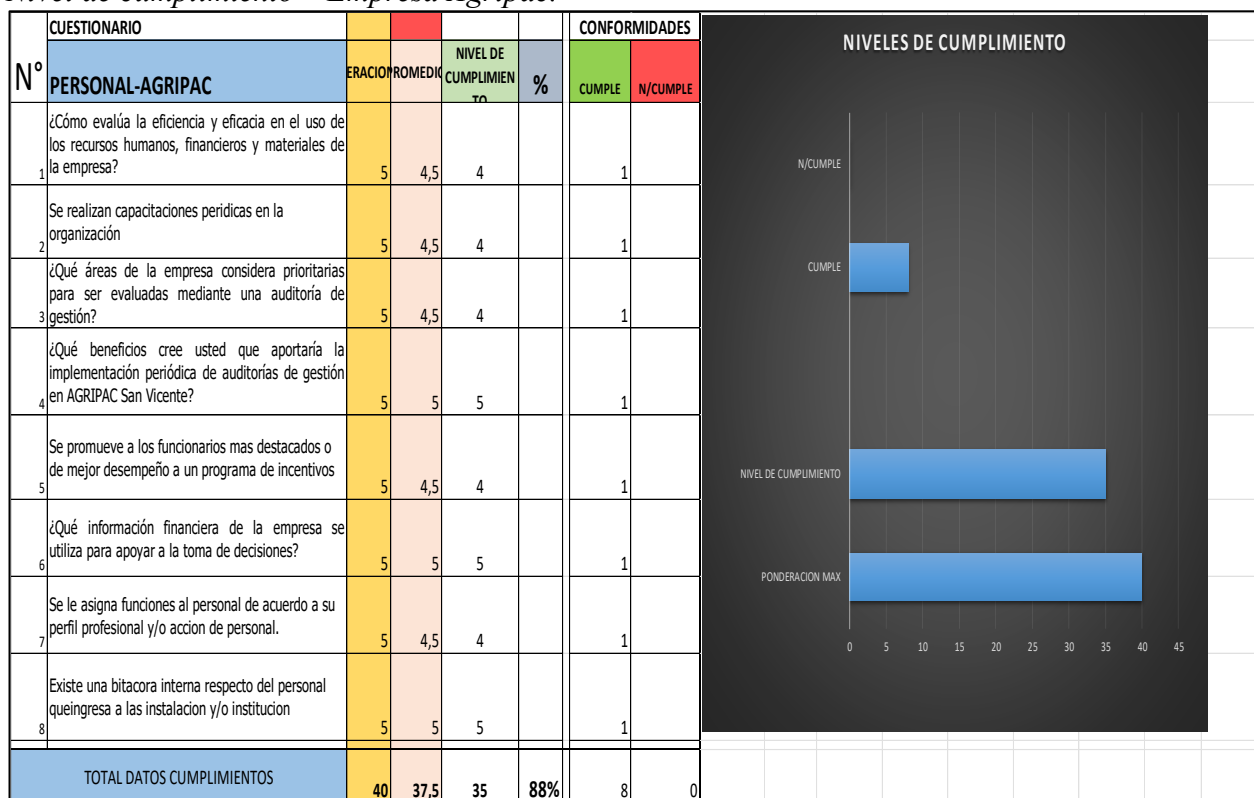 Nivel de cumplimiento – Empresa Agripac.
CUESTIONARIO
CONFORMIDADES
N° PERSONAL-AGRIPAC ERACION ROMEDIO NIVEL DE CUMPLIMIEN TO % CUMPLE N/CUMPLE
¿Cómo evalúa la eficiencia y eficacia en el uso de
los recursos humanos, financieros y materiales de
1 la empresa? 5 4,5 4 1
Se realizan capacitaciones peridicas en la
2 organización 5 4,5 4 1
¿Qué áreas de la empresa considera prioritarias
para ser evaluadas mediante una auditoría de
3 gestión? 5 4,5 4 1
¿Qué beneficios cree usted que aportaría la
implementación periódica de auditorías de gestión
4 en AGRIPAC San Vicente? 5 5 5 1
Se promueve a los funcionarios mas destacados o
de mejor desempeño a un programa de incentivos
5 5 4,5 4 1
¿Qué información financiera de la empresa se
utiliza para apoyar a la toma de decisiones?
6 5 5 5 1
Se le asigna funciones al personal de acuerdo a su
perfil profesional y/o accion de personal.
7 5 4,5 4 1
Existe una bitacora interna respecto del personal
queingresa a las instalacion y/o institucion
8 5 5 5 1
TOTAL DATOS CUMPLIMIENTOS 40 37,5 35 88% 8 0
NIVELES DE CUMPLIMIENTO
N/CUMPLE
CUMPLE
NIVEL DE CUMPLIMIENTO
PONDERACION MAX
0 5 10 15 20 25 30 35 40 45